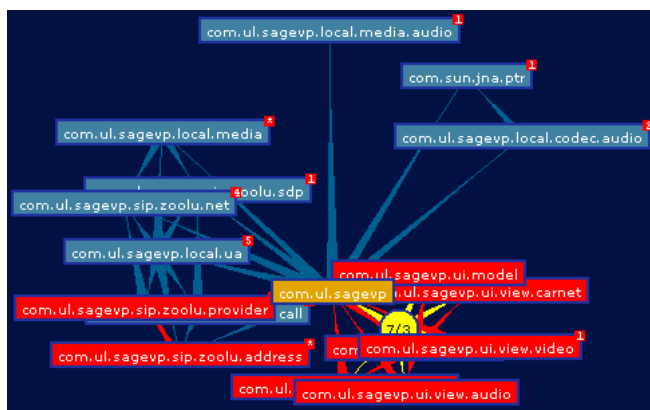 com.ul.sagevp.local.media.audio 1
com.sun.jna.ptr 1
com.ul.sagevp.local.media *
com.ul.sagevp.local.codec.audio
zoolu.sdp 1
com.ul.sagevp.sip.zoolu.net 4
com.ul.sagevp.local.ua 5
com.ul.sagevp.ui.model
com.ul.sagevp
ul.sagevp.ui.view.carnet
com.ul.sagevp.sip.zoolu.provider
call
7/3
com.ul.sagevp.ui.view.video 1
com.ul.sagevp.sip.zoolu.address *
com.ul.
com.ul.sagevp.ui.view.audio